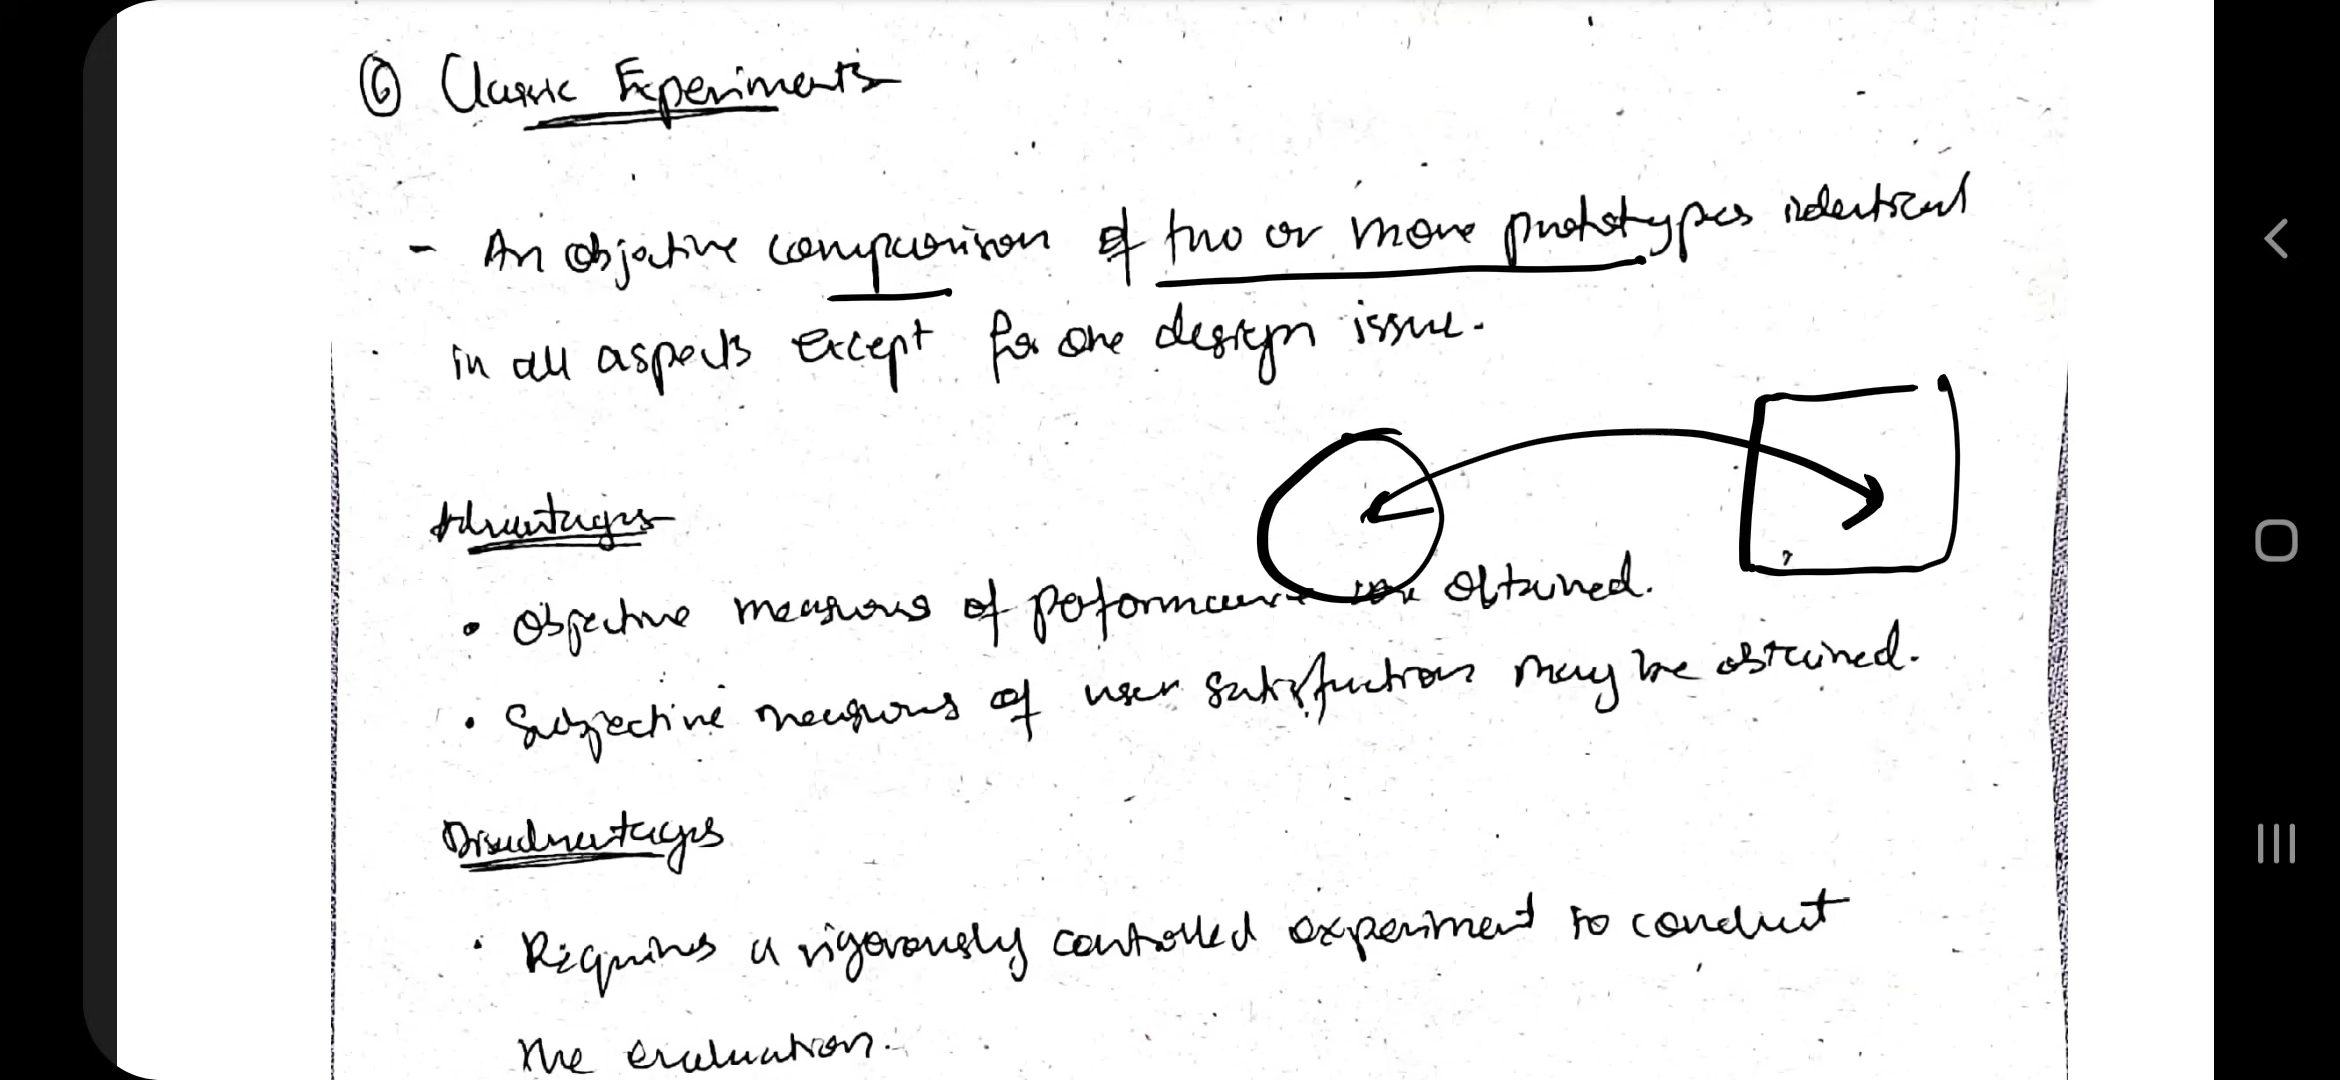 6 Classic Experiments
- An objective comparison of two or more prototypes identical
in all aspects except for one design issue.
Advantages
• Objective measures of performance are obtained.
• Subjective measures of user satisfaction may be obtained.
Disadvantages
• Requires a rigorously controlled experiment to conduct
the evaluation.